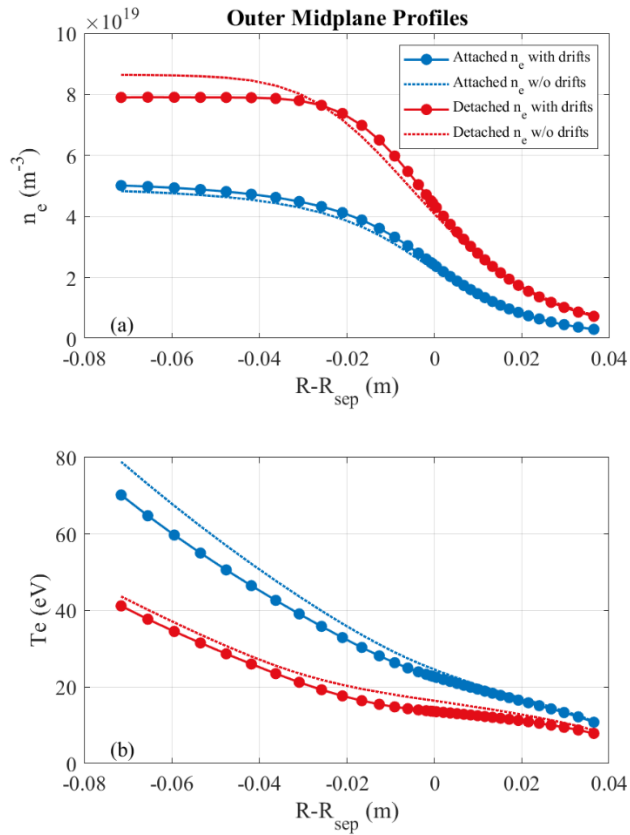 Outer Midplane Profiles
× 10^19
10
8
6
4
2
0
n_e (m^-3)
Attached n_e with drifts
Attached n_e w/o drifts
Detached n_e with drifts
Detached n_e w/o drifts
(a)
-0.08 -0.06 -0.04 -0.02 0 0.02 0.04
R-R_sep (m)
80
60
40
20
0
Te (eV)
(b)
-0.08 -0.06 -0.04 -0.02 0 0.02 0.04
R-R_sep (m)